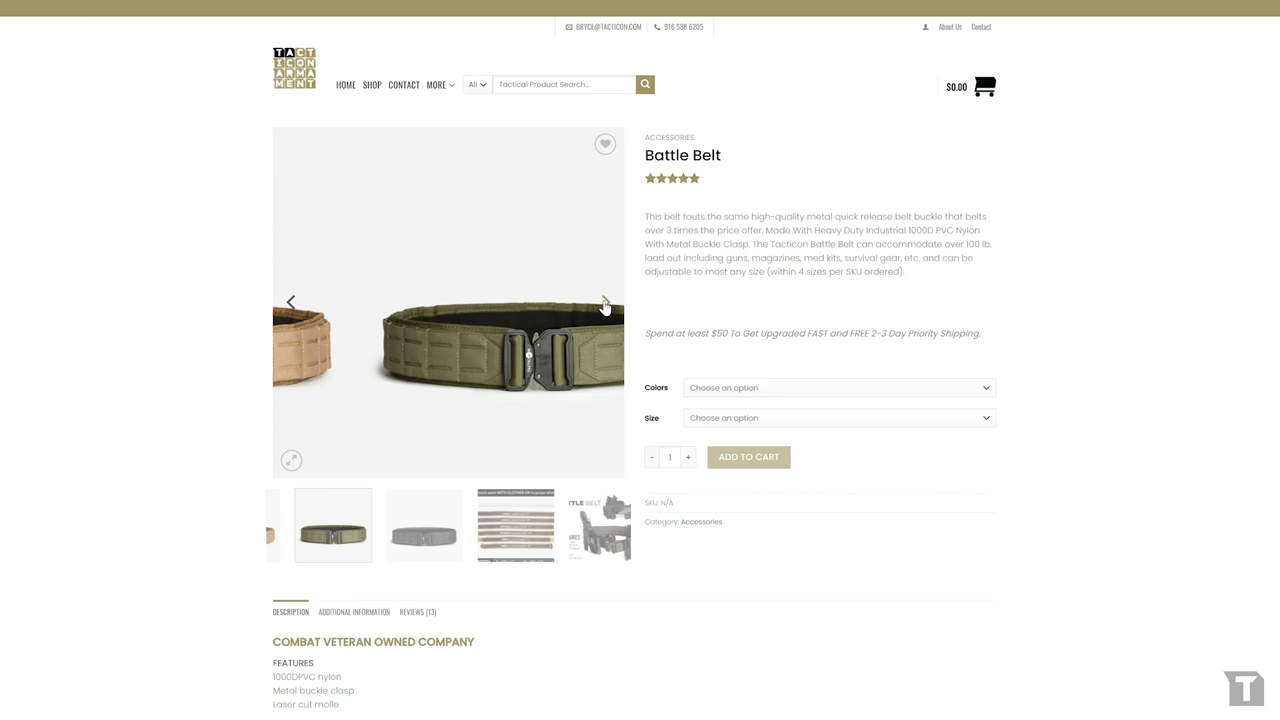 BRYCE@TACTICON.COM
916 538 6205
About Us
Contact
TACT
ICON
ARMA
MENT
HOME
SHOP
CONTACT
MORE
All
Tactical Product Search...
$0.00
ACCESSORIES
Battle Belt
This belt touts the same high-quality metal quick release belt buckle that belts
over 3 times the price offer. Made With Heavy Duty Industrial 1000D PVC Nylon
With Metal Buckle Clasp. The Tacticon Battle Belt can accommodate over 100 lb.
load out including guns, magazines, med kits, survival gear, etc. and can be
adjustable to most any size (within 4 sizes per SKU ordered).
Spend at least $50 To Get Upgraded FAST and FREE 2-3 Day Priority Shipping.
Colors
Choose an option
Size
Choose an option
- 1 +
ADD TO CART
SKU: N/A
Category: Accessories
TTLE BELT
DESCRIPTION
ADDITIONAL INFORMATION
REVIEWS (13)
COMBAT VETERAN OWNED COMPANY
FEATURES
1000DPVC nylon
Metal buckle clasp
Laser cut molle
T